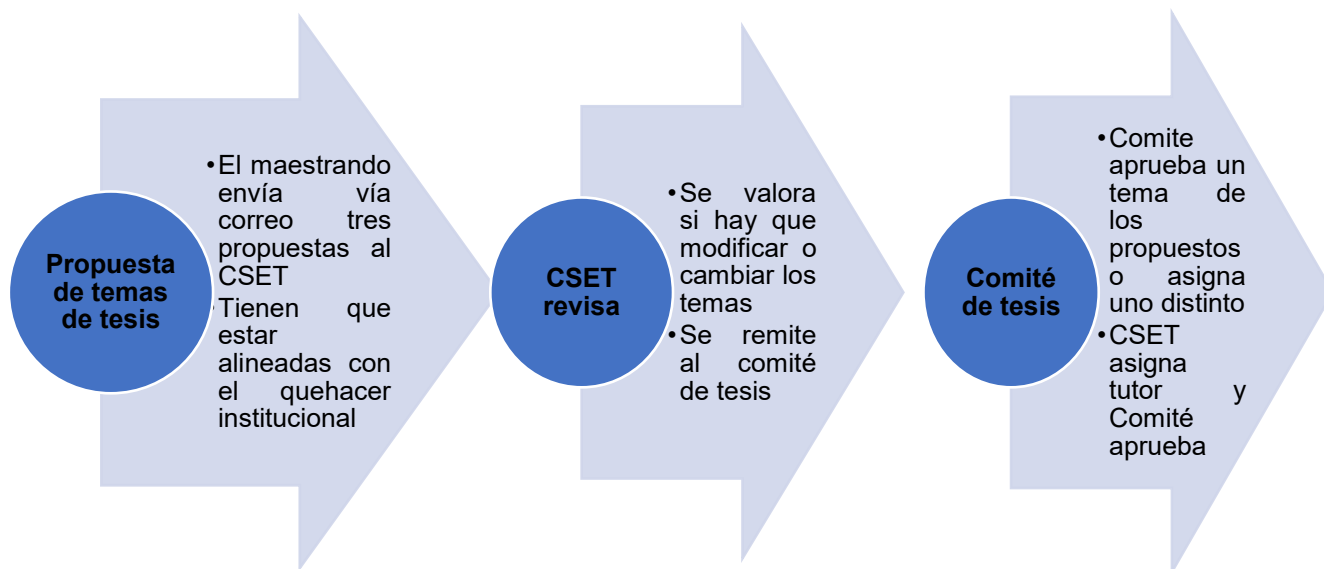 Propuesta
de temas
de tesis
•El maestrando
envía vía
correo tres
propuestas al
CSET
•Tienen que
estar
alineadas con
el quehacer
institucional
CSET
revisa
•Se valora
si hay que
modificar o
cambiar los
temas
•Se remite
al comité
de tesis
Comité
de tesis
•Comite
aprueba un
tema de
los
propuestos
o asigna
uno distinto
•CSET
asigna
tutor y
Comité
aprueba